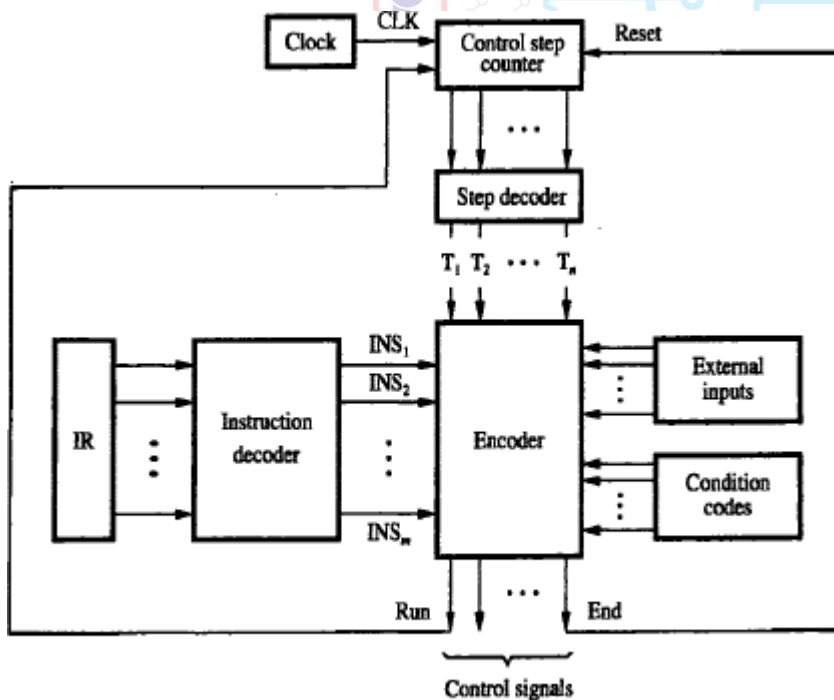 Clock
CLK
Control step
counter
Reset
Step decoder
T1 T2 ... Tn
IR
Instruction
decoder
INS1
INS2
INSm
Encoder
External
inputs
Condition
codes
Run
End
Control signals